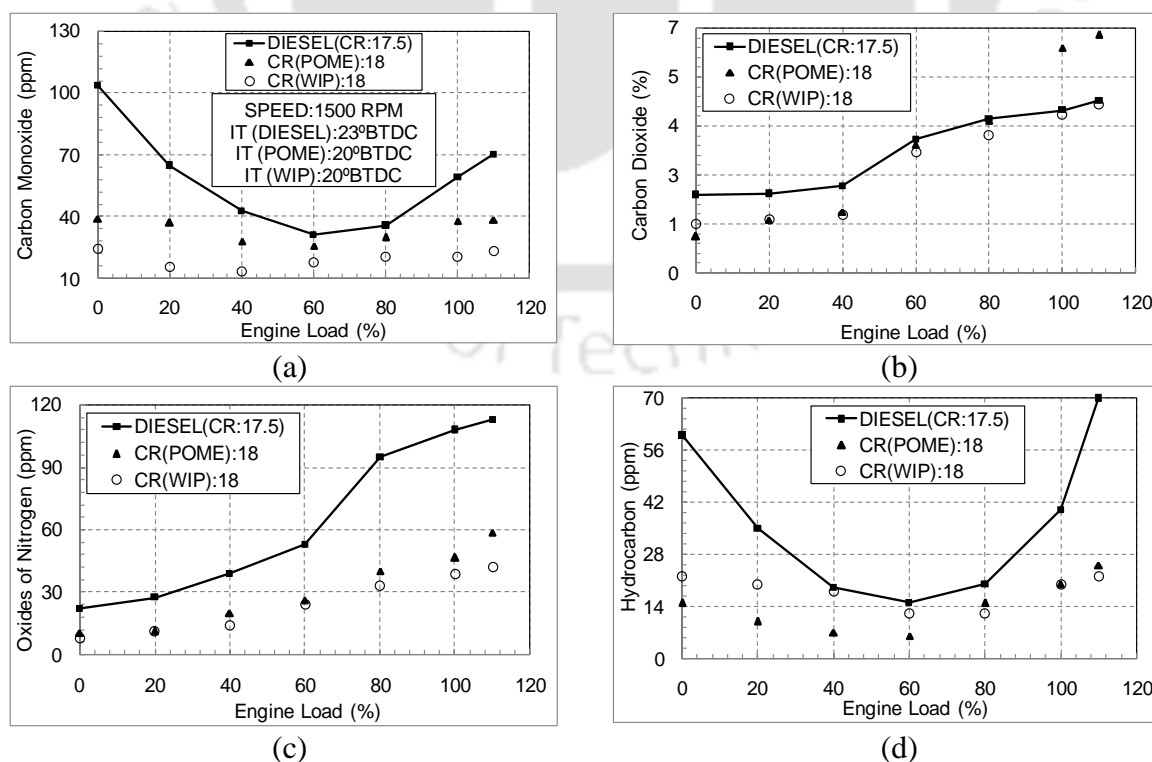 130
100
70
40
10
Carbon Monoxide (ppm)
DIESEL(CR:17.5)
CR(POME):18
CR(WIP):18
SPEED:1500 RPM
IT (DIESEL):23ºBTDC
IT (POME):20ºBTDC
IT (WIP):20ºBTDC
0 20 40 60 80 100 120
Engine Load (%)
(a)
7
5
4
3
1
0
Carbon Dioxide (%)
DIESEL(CR:17.5)
CR(POME):18
CR(WIP):18
0 20 40 60 80 100 120
Engine Load (%)
(b)
of Techn
120
90
60
30
0
Oxides of Nitrogen (ppm)
DIESEL(CR:17.5)
CR(POME):18
CR(WIP):18
0 20 40 60 80 100 120
Engine Load (%)
(c)
70
56
42
28
14
0
Hydrocarbon (ppm)
DIESEL(CR:17.5)
CR(POME):18
CR(WIP):18
0 20 40 60 80 100 120
Engine Load (%)
(d)